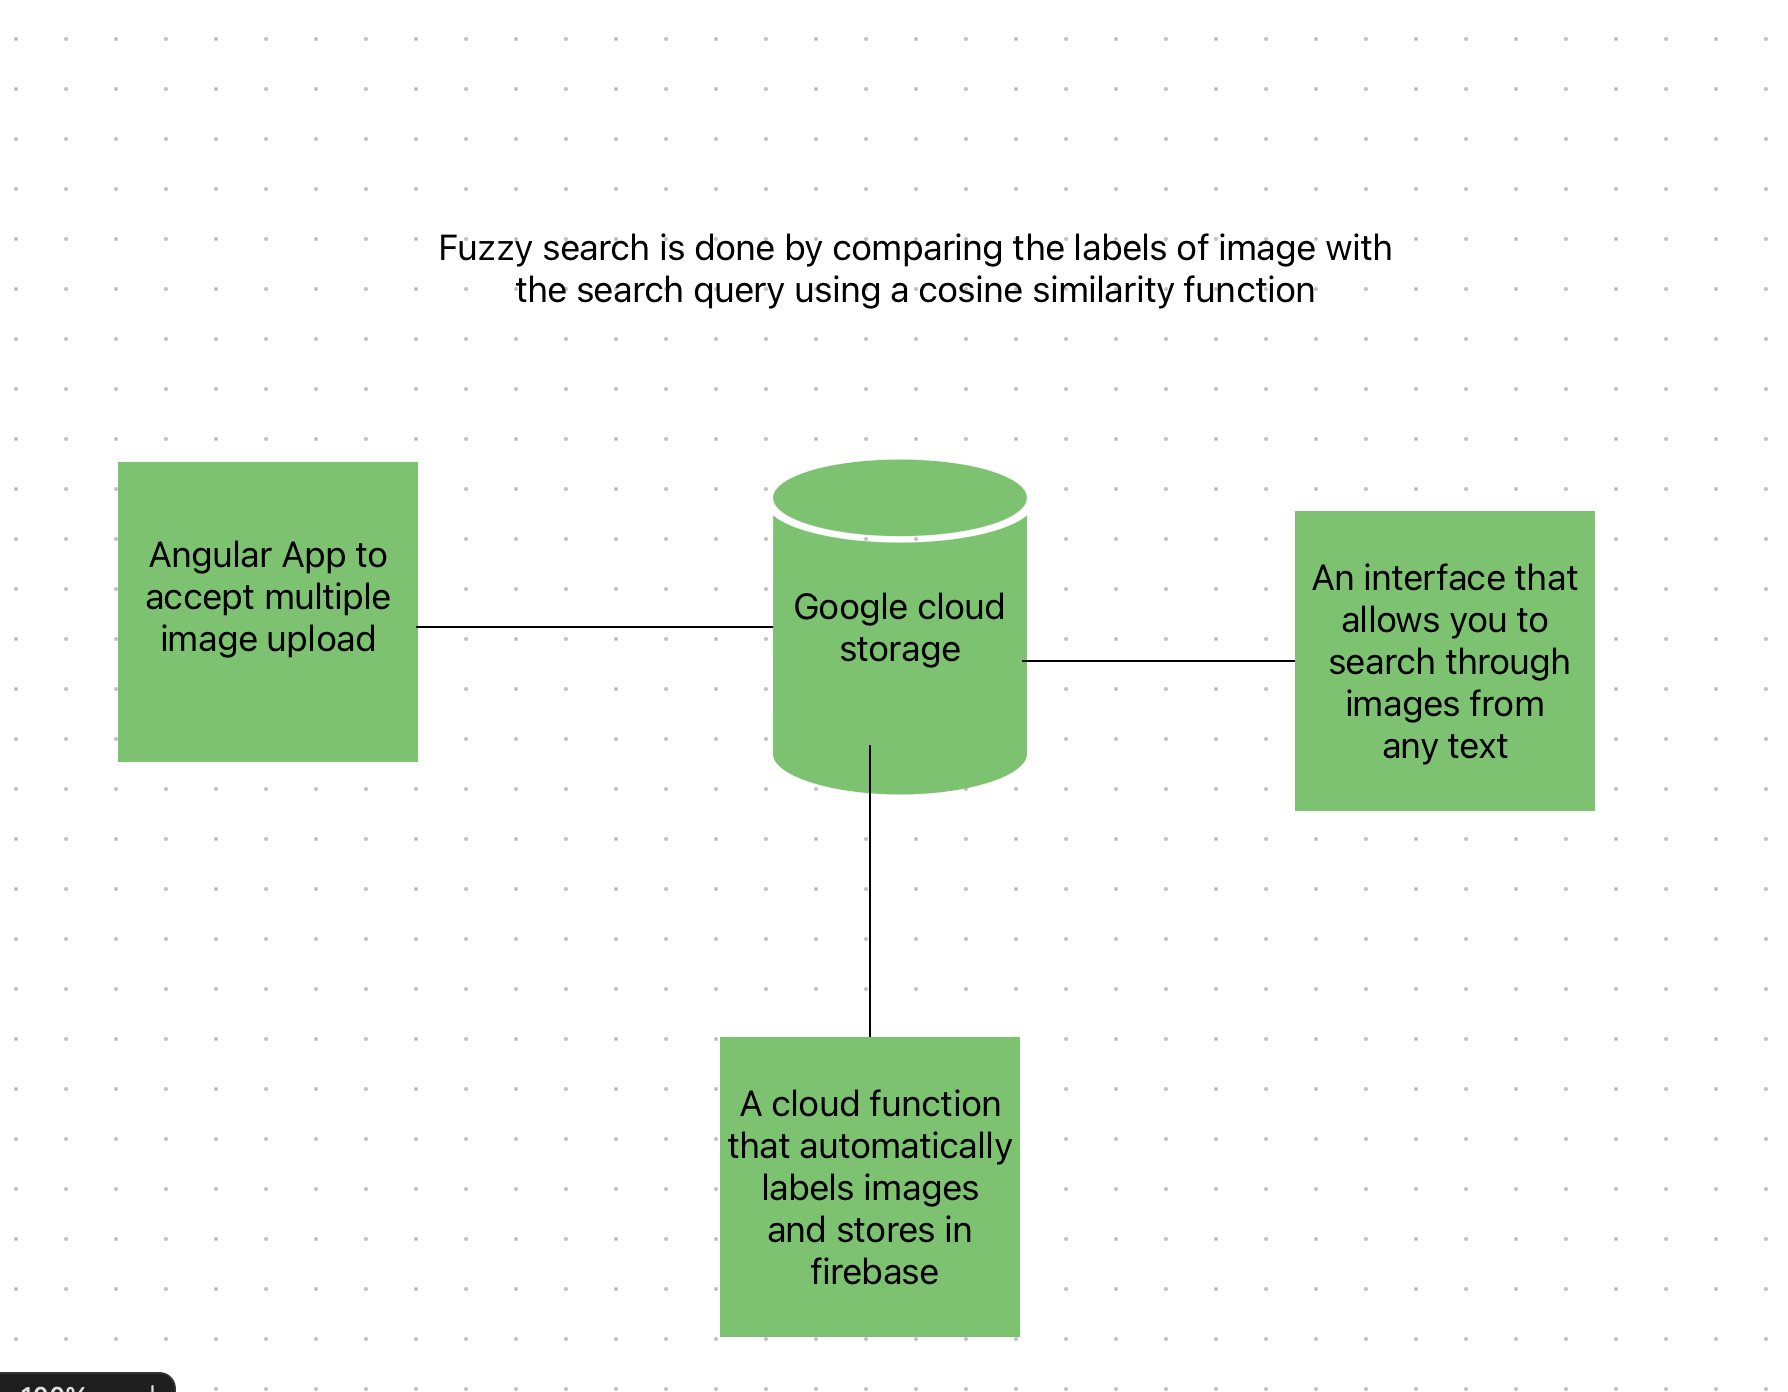 Fuzzy search is done by comparing the labels of image with
the search query using a cosine similarity function
Angular App to
accept multiple
image upload
Google cloud
storage
An interface that
allows you to
search through
images from
any text
A cloud function
that automatically
labels images
and stores in
firebase